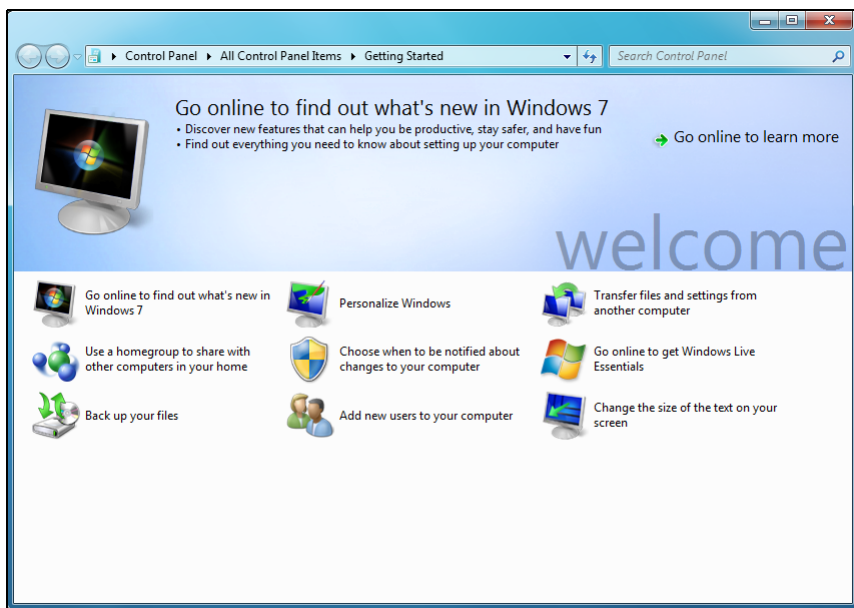 Control Panel ▸ All Control Panel Items ▸ Getting Started
Search Control Panel
Go online to find out what's new in Windows 7
• Discover new features that can help you be productive, stay safer, and have fun
• Find out everything you need to know about setting up your computer
Go online to learn more
welcome
Go online to find out what's new in
Windows 7
Personalize Windows
Transfer files and settings from
another computer
Use a homegroup to share with
other computers in your home
Choose when to be notified about
changes to your computer
Go online to get Windows Live
Essentials
Back up your files
Add new users to your computer
Change the size of the text on your
screen